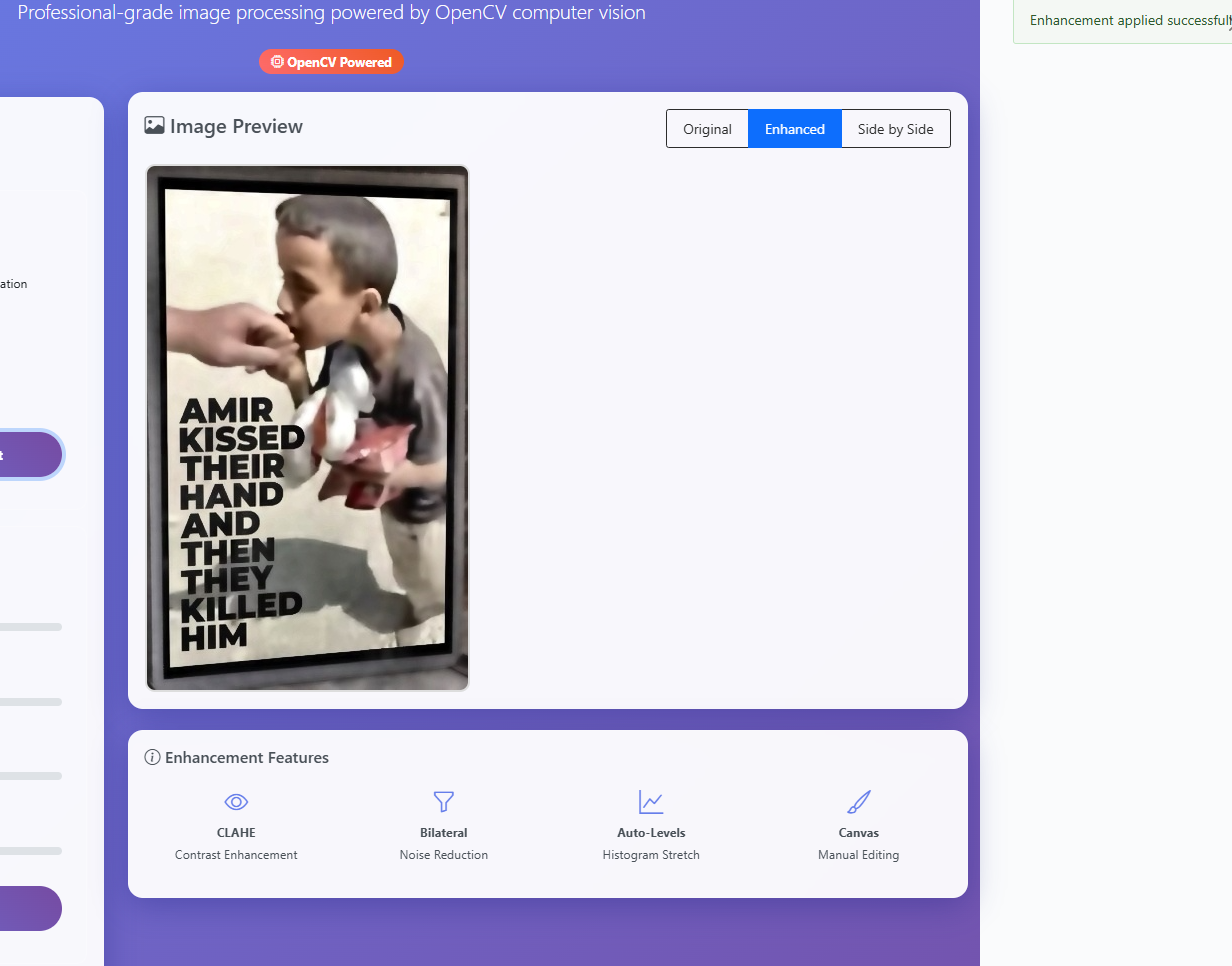 Professional-grade image processing powered by OpenCV computer vision
Enhancement applied successfull
OpenCV Powered
Image Preview
Original
Enhanced
Side by Side
ation
t
AMIR
KISSED
THEIR
HAND
AND
THEN
THEY
KILLED
HIM
Enhancement Features
CLAHE
Contrast Enhancement
Bilateral
Noise Reduction
Auto-Levels
Histogram Stretch
Canvas
Manual Editing